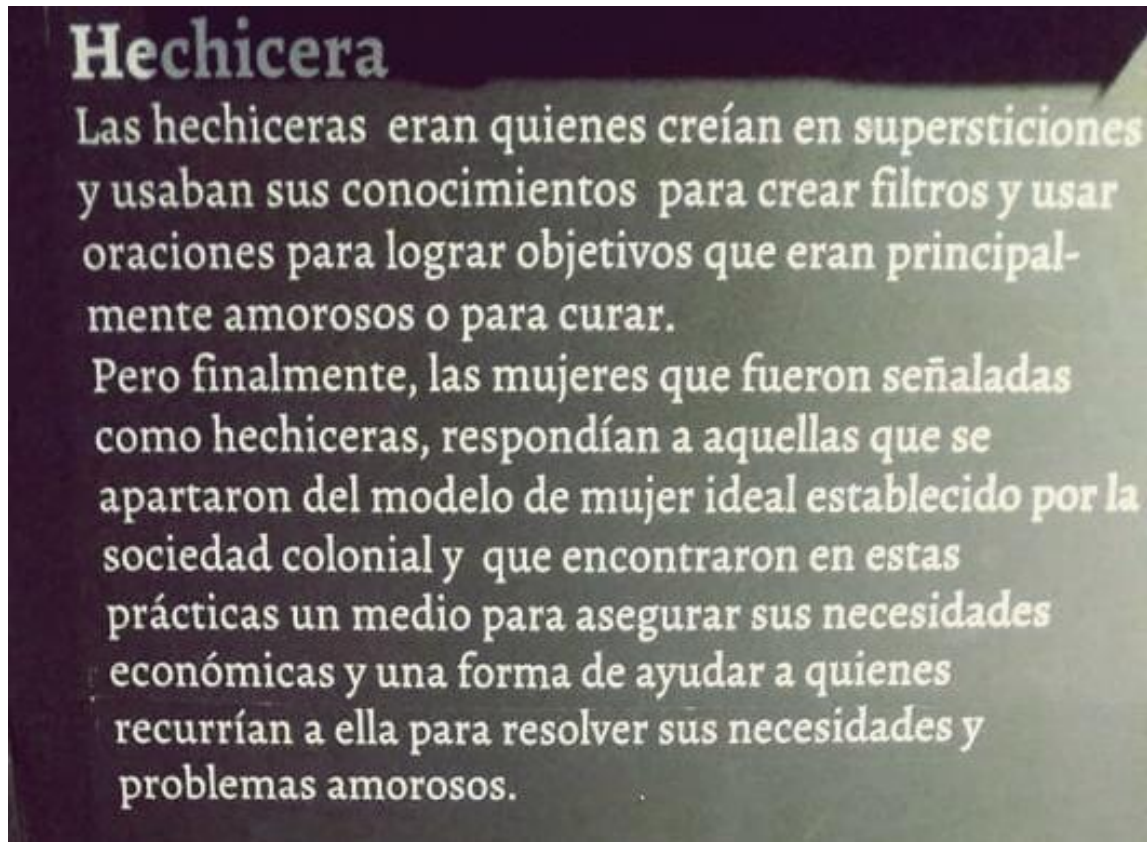 Hechicera
Las hechiceras eran quienes creían en supersticiones
y usaban sus conocimientos para crear filtros y usar
oraciones para lograr objetivos que eran principal-
mente amorosos o para curar.
Pero finalmente, las mujeres que fueron señaladas
como hechiceras, respondían a aquellas que se
apartaron del modelo de mujer ideal establecido por la
sociedad colonial y que encontraron en estas
prácticas un medio para asegurar sus necesidades
económicas y una forma de ayudar a quienes
recurrían a ella para resolver sus necesidades y
problemas amorosos.